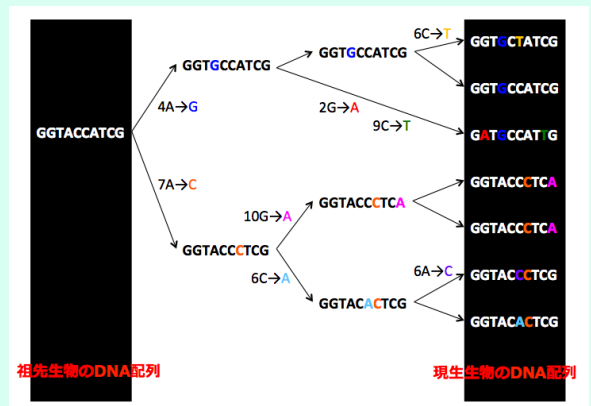 GGTACCATCG
祖先生物のDNA配列
4A→G
7A→C
GGTGCCATCG
GGTACCCTCG
2G→A
9C→T
10G→A
6C→A
GGTGCCATCG
GGTACCCTCA
GGTACACTCG
6C→T
6A→C
GGTGCTATCG
GGTGCCATCG
GATGCCATTG
GGTACCCTCA
GGTACCCTCA
GGTACCCTCG
GGTACACTCG
現生生物のDNA配列